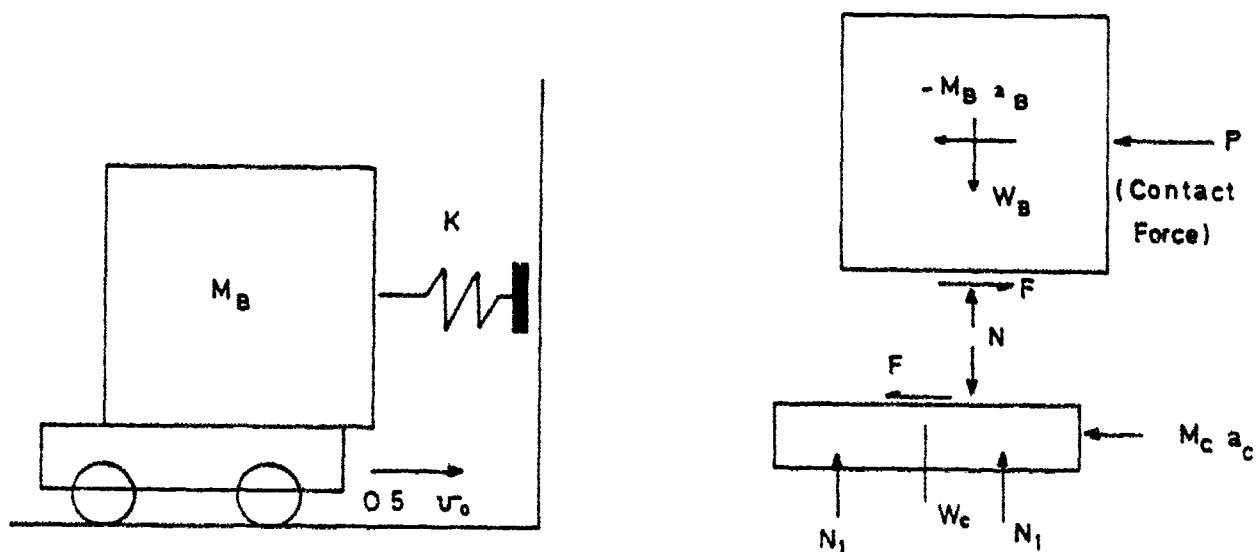 K
M_B
0 5 v_o
- M_B a_B
W_B
P
(Contact
Force)
F
N
F
M_C a_C
N_1
W_C
N_1